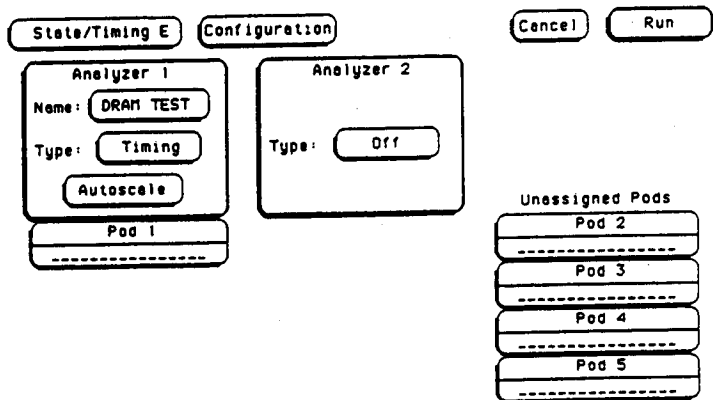 State/Timing E
Configuration
Cancel
Run
Analyzer 1
Name:
DRAM TEST
Type:
Timing
Autoscale
Pod 1
----------------
Analyzer 2
Type:
Off
Unassigned Pods
Pod 2
----------------
Pod 3
----------------
Pod 4
----------------
Pod 5
----------------